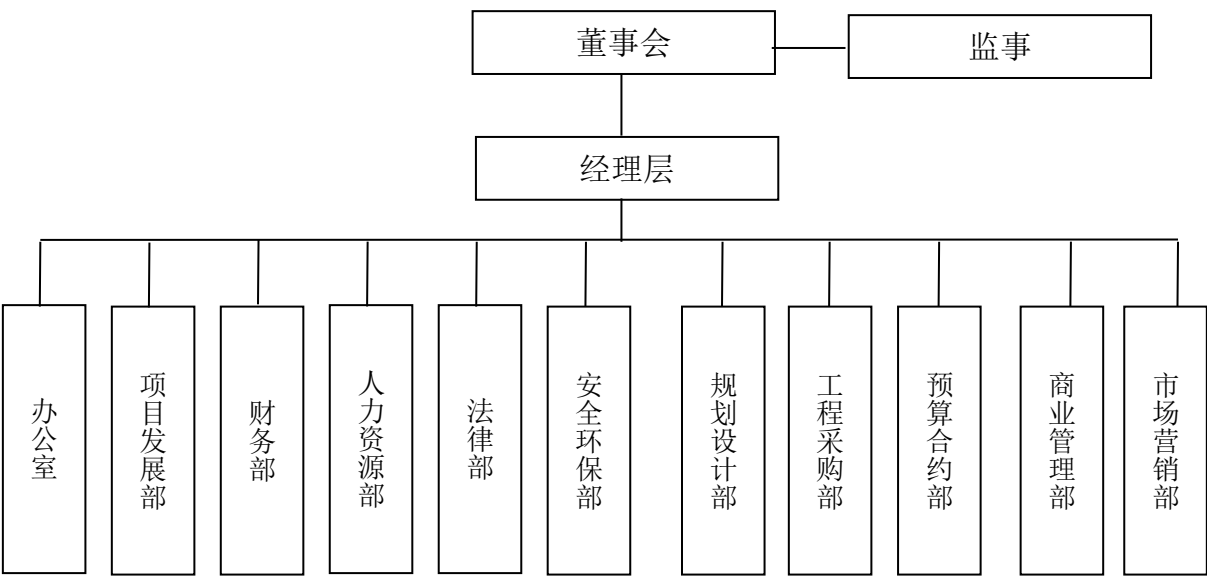 董事会
监事
经理层
办公室
项目发展部
财务部
人力资源部
法律部
安全环保部
规划设计部
工程采购部
预算合约部
商业管理部
市场营销部